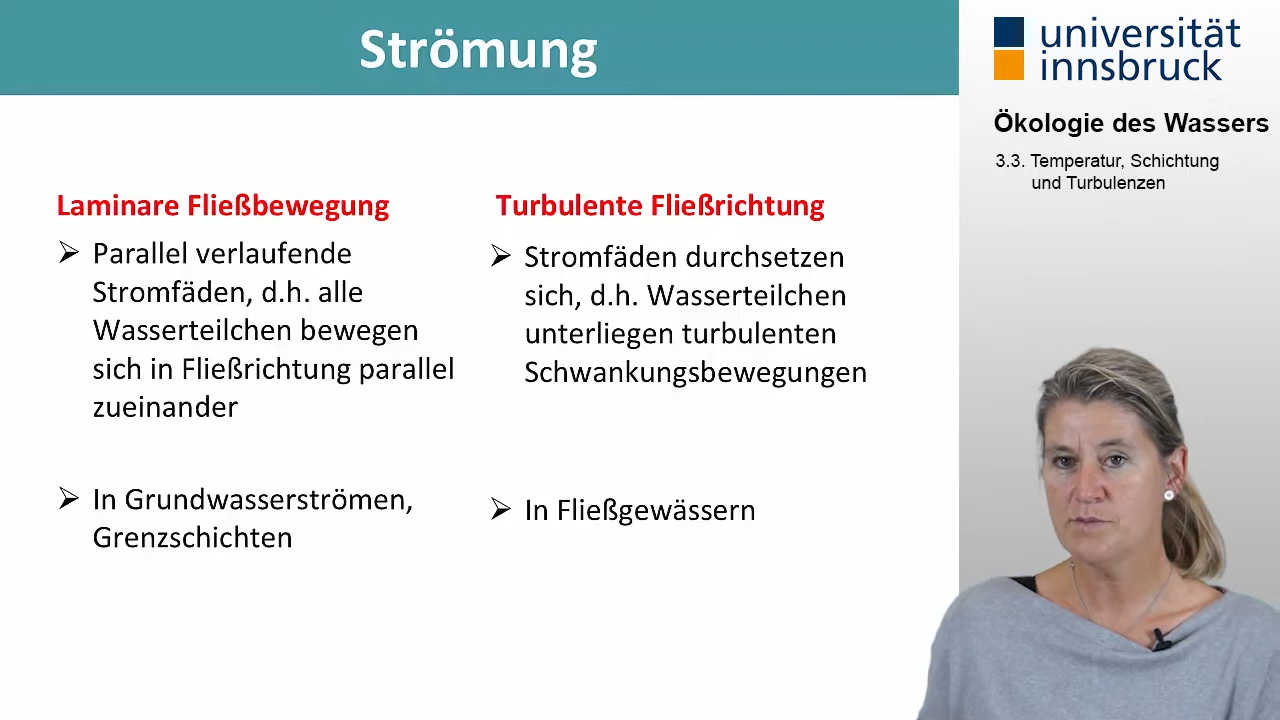 Strömung
Laminare Fließbewegung
Parallel verlaufende
Stromfäden, d.h. alle
Wasserteilchen bewegen
sich in Fließrichtung parallel
zueinander
In Grundwasserströmen,
Grenzschichten
Turbulente Fließrichtung
Stromfäden durchsetzen
sich, d.h. Wasserteilchen
unterliegen turbulenten
Schwankungsbewegungen
In Fließgewässern
universität
innsbruck
Ökologie des Wassers
3.3. Temperatur, Schichtung
und Turbulenzen